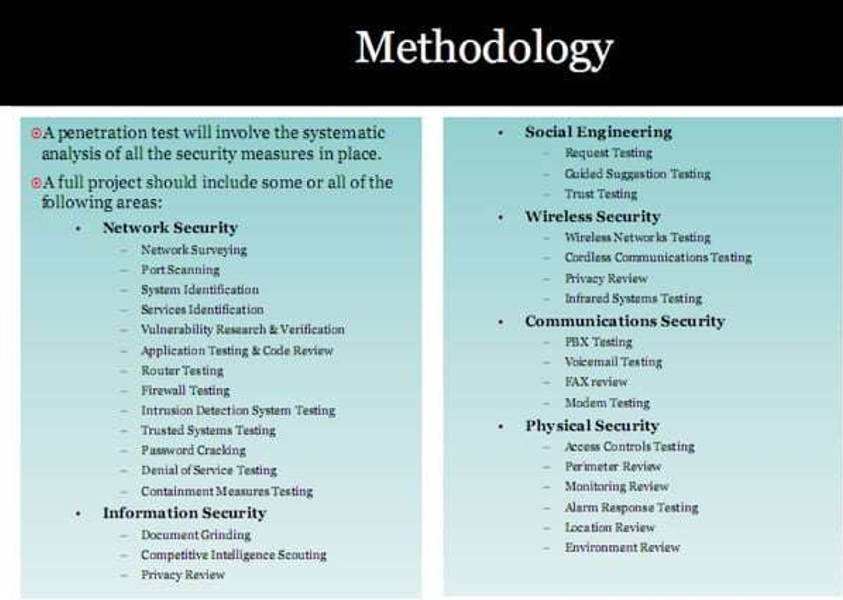 Methodology
A penetration test will involve the systematic
analysis of all the security measures in place.
A full project should include some or all of the
following areas:
• Network Security
– Network Surveying
– Port Scanning
– System Identification
– Services Identification
– Vulnerability Research & Verification
– Application Testing & Code Review
– Router Testing
– Firewall Testing
– Intrusion Detection System Testing
– Trusted Systems Testing
– Password Cracking
– Denial of Service Testing
– Containment Measures Testing
• Information Security
– Document Grinding
– Competitive Intelligence Scouting
– Privacy Review
• Social Engineering
– Request Testing
– Guided Suggestion Testing
– Trust Testing
• Wireless Security
– Wireless Networks Testing
– Cordless Communications Testing
– Privacy Review
– Infrared Systems Testing
• Communications Security
– PBX Testing
– Voicemail Testing
– FAX review
– Modem Testing
• Physical Security
– Access Controls Testing
– Perimeter Review
– Monitoring Review
– Alarm Response Testing
– Location Review
– Environment Review